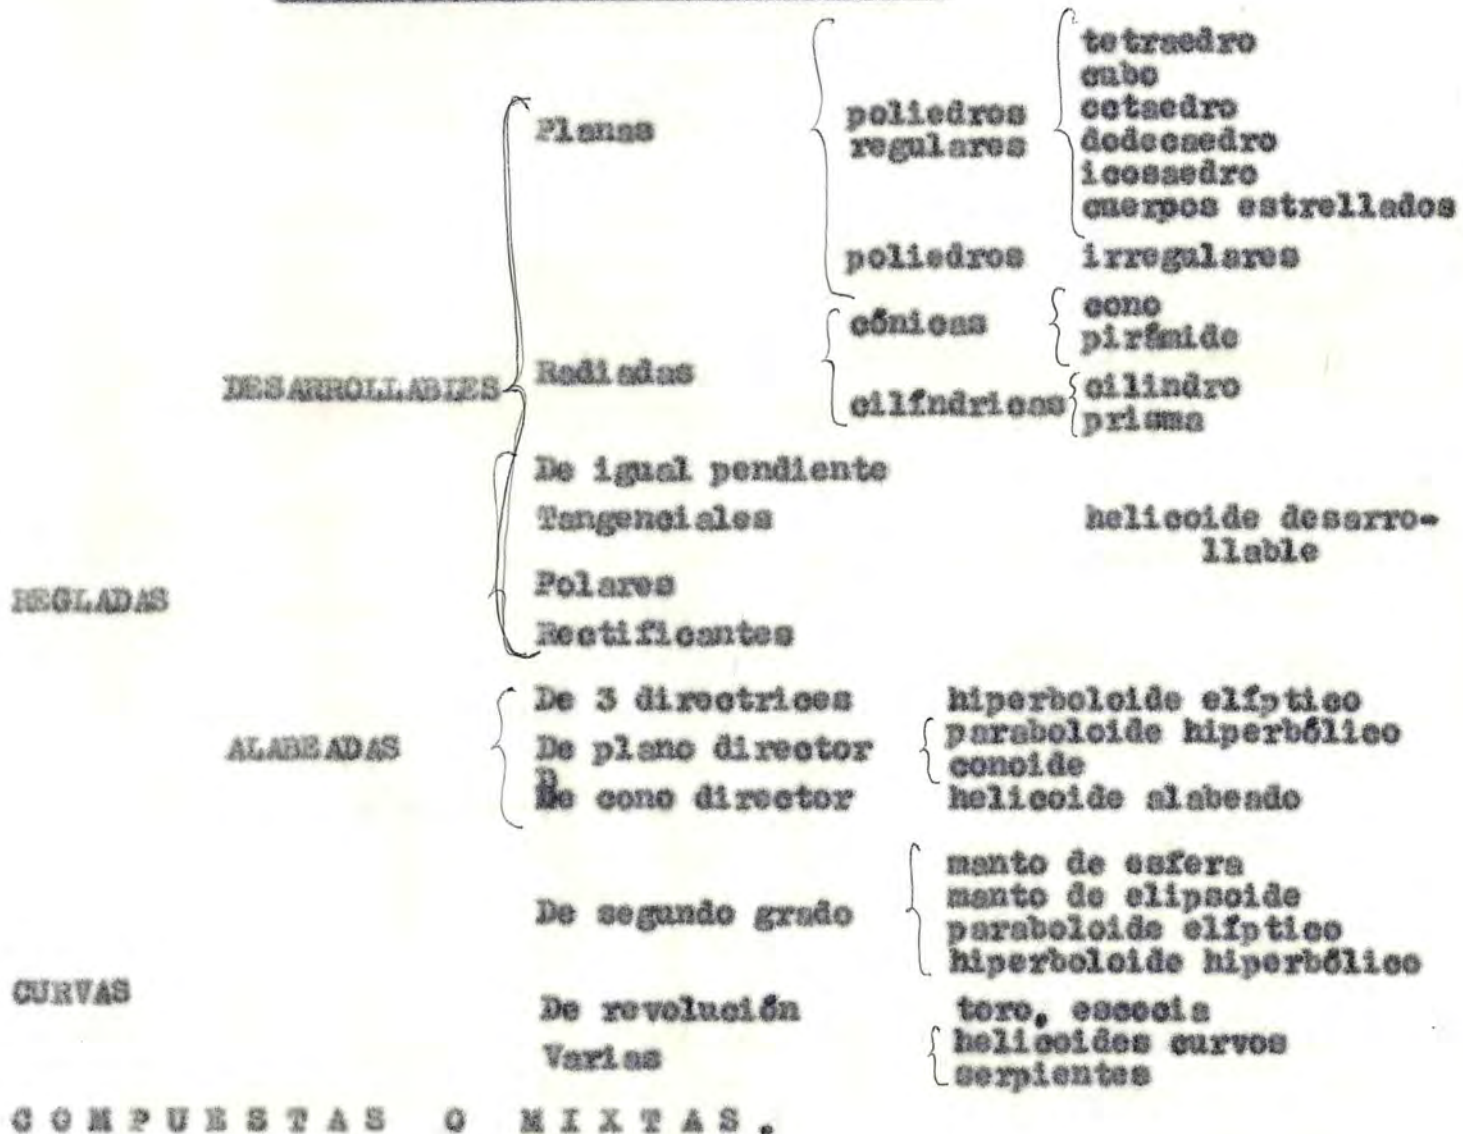 tetraedro
cubo
Planas poliedros octaedro
regulares dodecaedro
icosaedro
cuerpos estrellados
poliedros irregulares
cónicas cono
pirámide
DESARROLLABLES Radiadas cilíndricas cilindro
prisma
De igual pendiente
Tangenciales helicoide desarro-
llable
REGLADAS Polares
Rectificantes
De 3 directrices hiperboloide elíptico
ALABEADAS De plano director paraboloide hiperbólico
conoide
De cono director helicoide alabeado
manto de esfera
De segundo grado manto de elipsoide
paraboloide elíptico
hiperboloide hiperbólico
CURVAS De revolución toro, escocia
Varias helicoides curvos
serpientes
COMPUESTAS O MIXTAS.